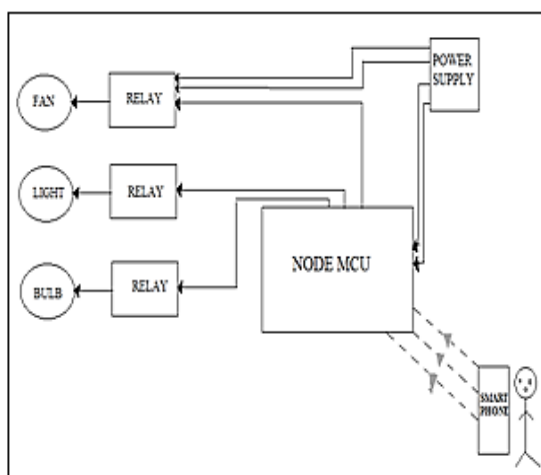 POWER
SUPPLY
FAN
RELAY
LIGHT
RELAY
NODE MCU
BULB
RELAY
SMART
PHONE